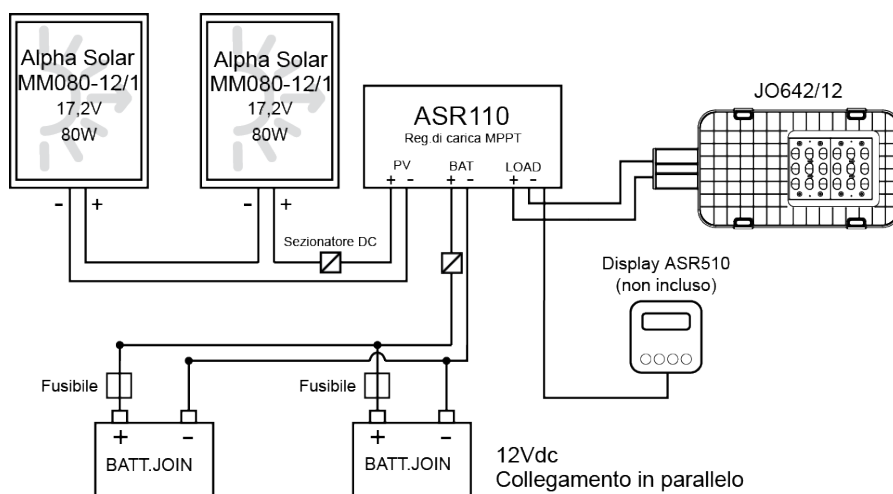 Alpha Solar
MM080-12/1
17,2V
80W
Alpha Solar
MM080-12/1
17,2V
80W
ASR110
Reg.di carica MPPT
PV
BAT
LOAD
+ -
+ -
+ -
JO642/12
- +
- +
Sezionatore DC
Display ASR510
(non incluso)
Fusibile
Fusibile
+ -
BATT.JOIN
+ -
BATT.JOIN
12Vdc
Collegamento in parallelo